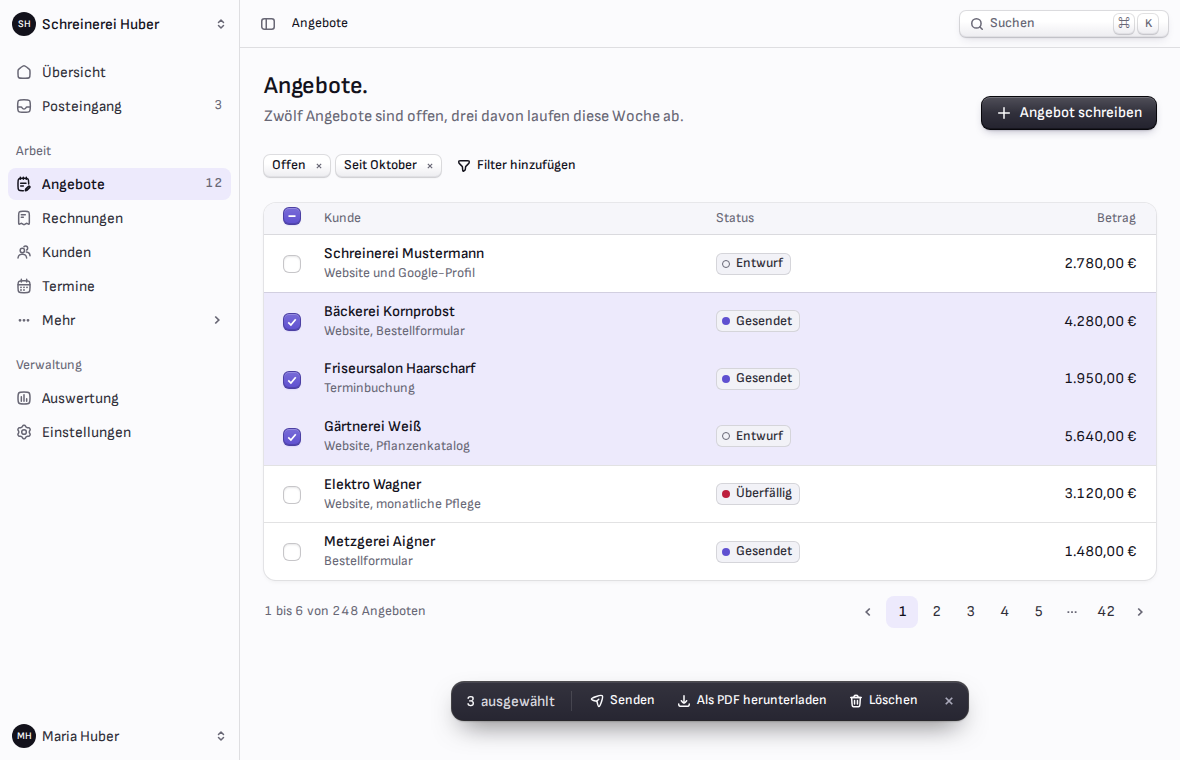 SH Schreinerei Huber
Angebote
Suchen ⌘ K
Übersicht
Posteingang 3
Arbeit
Angebote 12
Rechnungen
Kunden
Termine
Mehr
Verwaltung
Auswertung
Einstellungen
MH Maria Huber
Angebote.
Zwölf Angebote sind offen, drei davon laufen diese Woche ab.
Angebot schreiben
Offen × Seit Oktober × Filter hinzufügen
Kunde Status Betrag
Schreinerei Mustermann
Website und Google-Profil
Entwurf 2.780,00 €
Bäckerei Kornprobst
Website, Bestellformular
Gesendet 4.280,00 €
Friseursalon Haarscharf
Terminbuchung
Gesendet 1.950,00 €
Gärtnerei Weiß
Website, Pflanzenkatalog
Entwurf 5.640,00 €
Elektro Wagner
Website, monatliche Pflege
Überfällig 3.120,00 €
Metzgerei Aigner
Bestellformular
Gesendet 1.480,00 €
1 bis 6 von 248 Angeboten
1 2 3 4 5 ··· 42
3 ausgewählt Senden Als PDF herunterladen Löschen ×